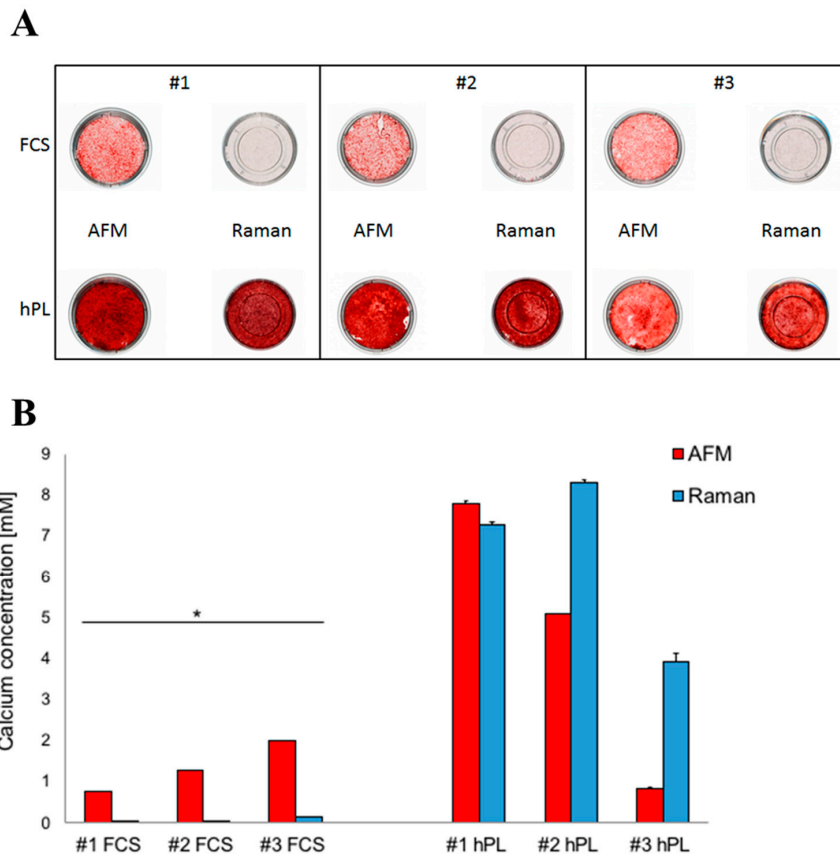 A
#1 #2 #3
FCS
AFM Raman AFM Raman AFM Raman
hPL
B
Calcium concentration [mM]
9
8
7
6
5
4
3
2
1
0
*
AFM
Raman
#1 FCS #2 FCS #3 FCS #1 hPL #2 hPL #3 hPL